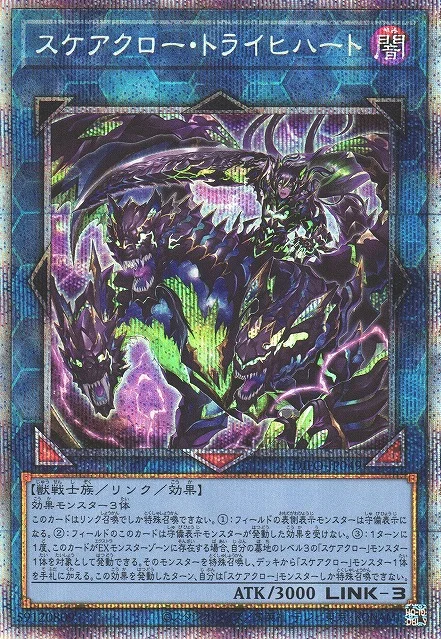 スケアクロー・トライヒハート
闇
【獣戦士族/リンク/効果】
効果モンスター3体
このカードはリンク召喚でしか特殊召喚できない。①：フィールドの表側表示モンスターは守備表示に
なる。②：フィールドのこのカードは守備表示モンスターが発動した効果を受けない。③：1ターンに
1度、このカードがEXモンスターゾーンに存在する場合、自分の墓地のレベル3の「スケアクロー」モンスター
1体を対象として発動できる。そのモンスターを特殊召喚し、デッキから「スケアクロー」モンスター1体
を手札に加える。この効果を発動したターン、自分は「スケアクロー」モンスターしか特殊召喚できない。
ATK/3000 LINK-3